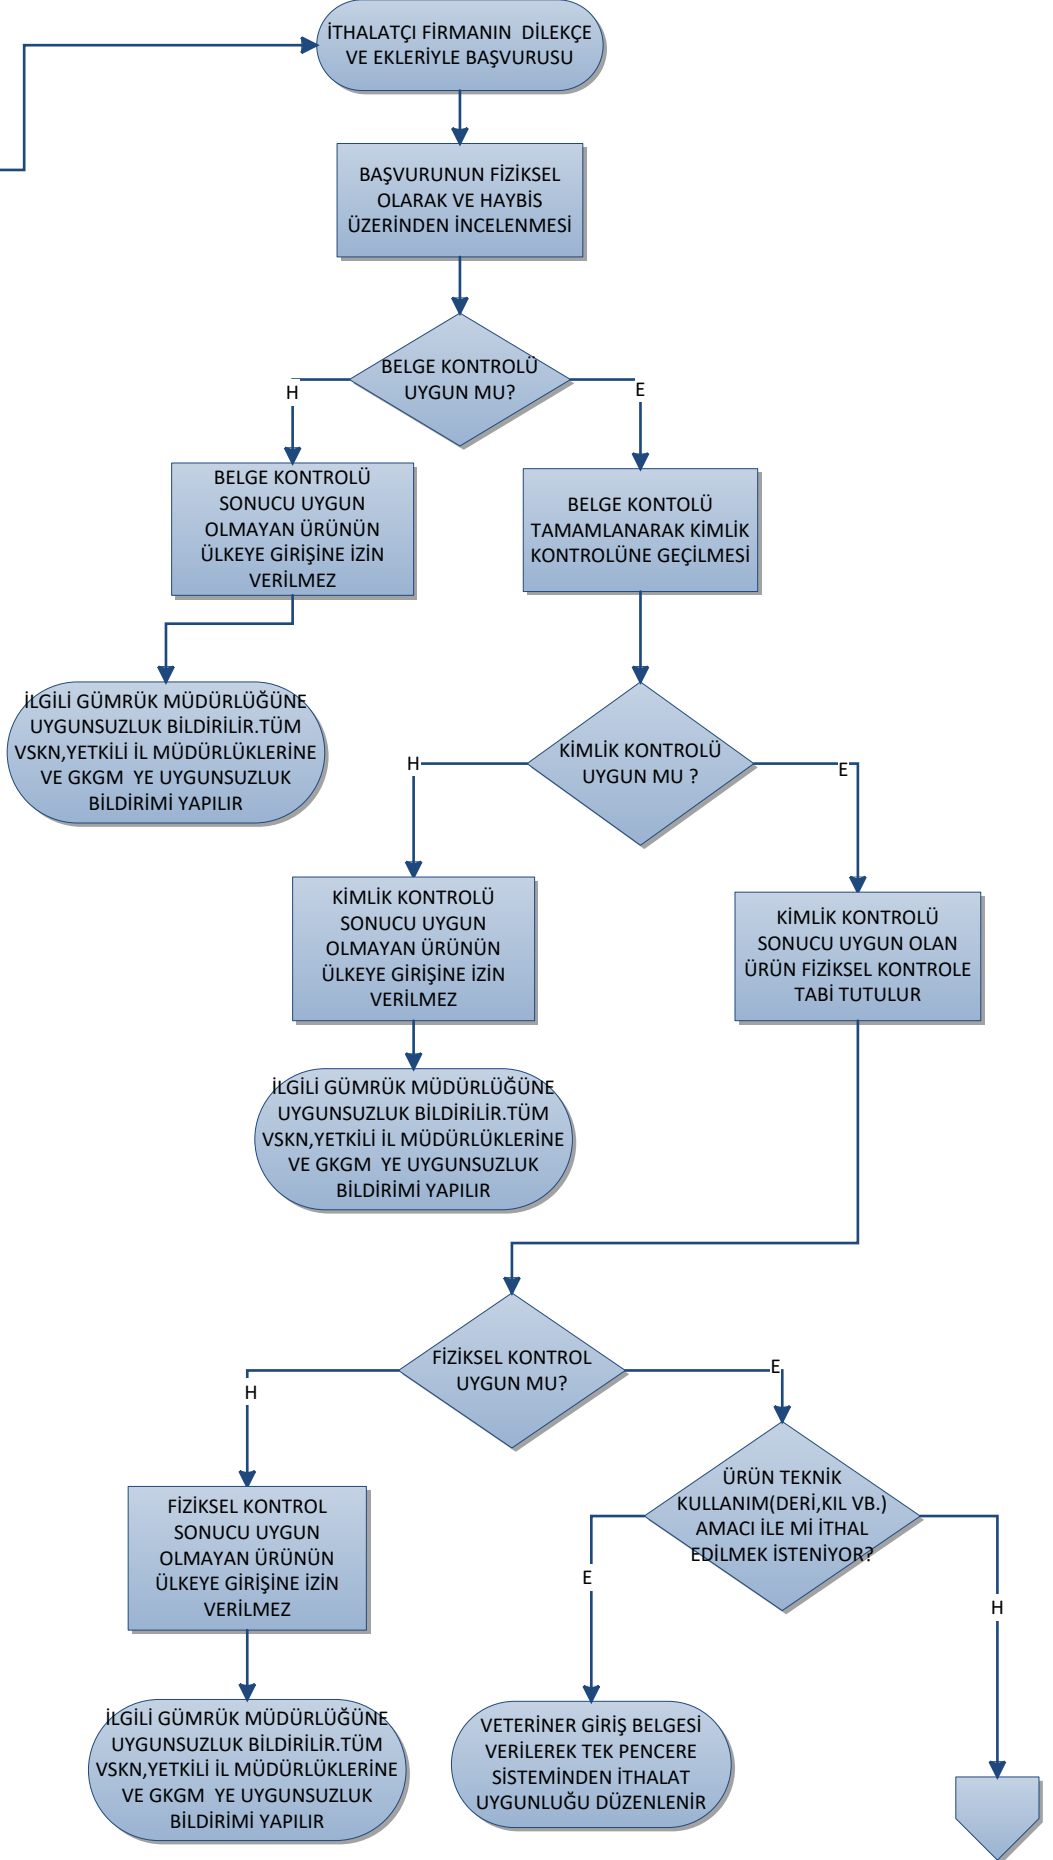 İTHALATÇI FİRMANIN  DİLEKÇE
VE EKLERİYLE BAŞVURUSU
BAŞVURUNUN FİZİKSEL
OLARAK VE HAYBİS
ÜZERİNDEN İNCELENMESİ
BELGE KONTROLÜ
UYGUN MU?
H
E
BELGE KONTROLÜ
SONUCU UYGUN
OLMAYAN ÜRÜNÜN
ÜLKEYE GİRİŞİNE İZİN
VERİLMEZ
BELGE KONTOLÜ
TAMAMLANARAK KİMLİK
KONTROLÜNE GEÇİLMESİ
İLGİLİ GÜMRÜK MÜDÜRLÜĞÜNE
UYGUNSUZLUK BİLDİRİLİR.TÜM
VSKN,YETKİLİ İL MÜDÜRLÜKLERİNE
VE GKGM  YE UYGUNSUZLUK
BİLDİRİMİ YAPILIR
KİMLİK KONTROLÜ
UYGUN MU ?
H
E
KİMLİK KONTROLÜ
SONUCU UYGUN
OLMAYAN ÜRÜNÜN
ÜLKEYE GİRİŞİNE İZİN
VERİLMEZ
KİMLİK KONTROLÜ
SONUCU UYGUN OLAN
ÜRÜN FİZİKSEL KONTROLE
TABİ TUTULUR
İLGİLİ GÜMRÜK MÜDÜRLÜĞÜNE
UYGUNSUZLUK BİLDİRİLİR.TÜM
VSKN,YETKİLİ İL MÜDÜRLÜKLERİNE
VE GKGM  YE UYGUNSUZLUK
BİLDİRİMİ YAPILIR
FİZİKSEL KONTROL
UYGUN MU?
H
E
FİZİKSEL KONTROL
SONUCU UYGUN
OLMAYAN ÜRÜNÜN
ÜLKEYE GİRİŞİNE İZİN
VERİLMEZ
ÜRÜN TEKNİK
KULLANIM(DERİ,KIL VB.)
AMACI İLE Mİ İTHAL
EDİLMEK İSTENİYOR?
E
H
İLGİLİ GÜMRÜK MÜDÜRLÜĞÜNE
UYGUNSUZLUK BİLDİRİLİR.TÜM
VSKN,YETKİLİ İL MÜDÜRLÜKLERİNE
VE GKGM  YE UYGUNSUZLUK
BİLDİRİMİ YAPILIR
VETERİNER GİRİŞ BELGESİ
VERİLEREK TEK PENCERE
SİSTEMİNDEN İTHALAT
UYGUNLUĞU DÜZENLENİR